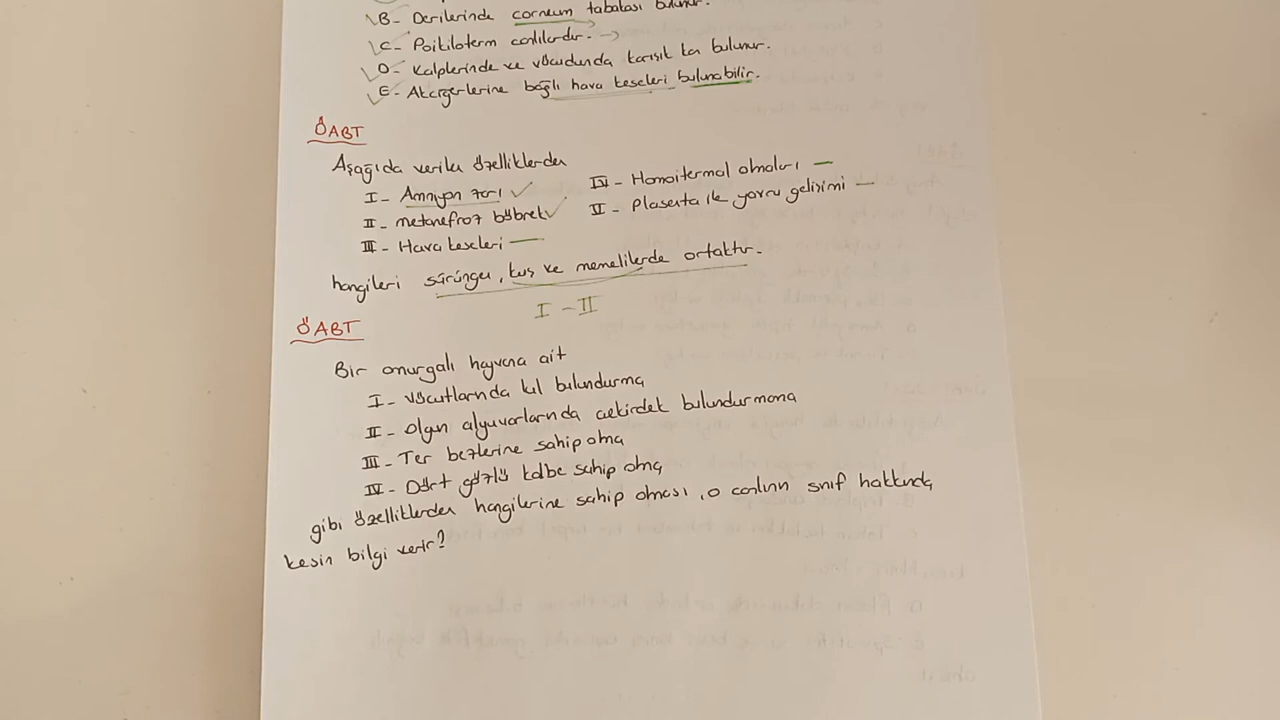 B- Derilerinde corneum tabakası bulunur.
C- Poikiloterm canlılardır. →
D- Kalplerinde ve vücudunda karışık kan bulunur.
E- Akciğerlerine bağlı hava keseleri bulunabilir.
ÖABT
Aşağıda verilen özelliklerden
I- Amniyon zarı ✓
II- metanefroz böbrek ✓
III- Hava keseleri —
IV- Homoitermal olmaları —
V- Plasenta ile yavru gelişimi —
hangileri sürüngen, kuş ve memelilerde ortaktır.
I - II
ÖABT
Bir omurgalı hayvana ait
I- vücutlarında kıl bulundurma
II- olgun alyuvarlarında çekirdek bulundurmama
III- Ter bezlerine sahip olma
IV- Dört gözlü kalbe sahip olma
gibi özelliklerden hangilerine sahip olması, o canlının sınıf hakkında
kesin bilgi verir?